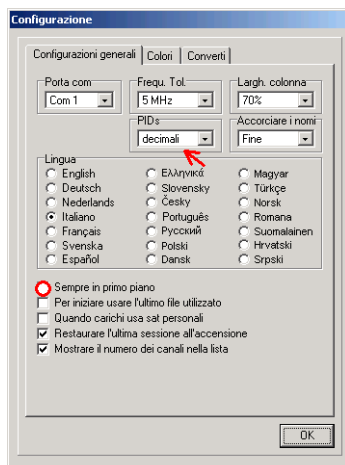 Configurazione
Configurazioni generali Colori Converti
Porta com Frequ. Tol. Largh. colonna
Com 1 5 MHz 70%
PIDs Accorciare i nomi
decimali Fine
Lingua
English Ελληνικά Magyar
Deutsch Slovensky Türkçe
Nederlands Česky Norsk
Italiano Português Romana
Français Русский Suomalainen
Svenska Polski Hrvatski
Español Dansk Srpski
Sempre in primo piano
Per iniziare usare l'ultimo file utilizzato
Quando carichi usa sat personali
Restaurare l'ultima sessione all'accensione
Mostrare il numero dei canali nella lista
OK